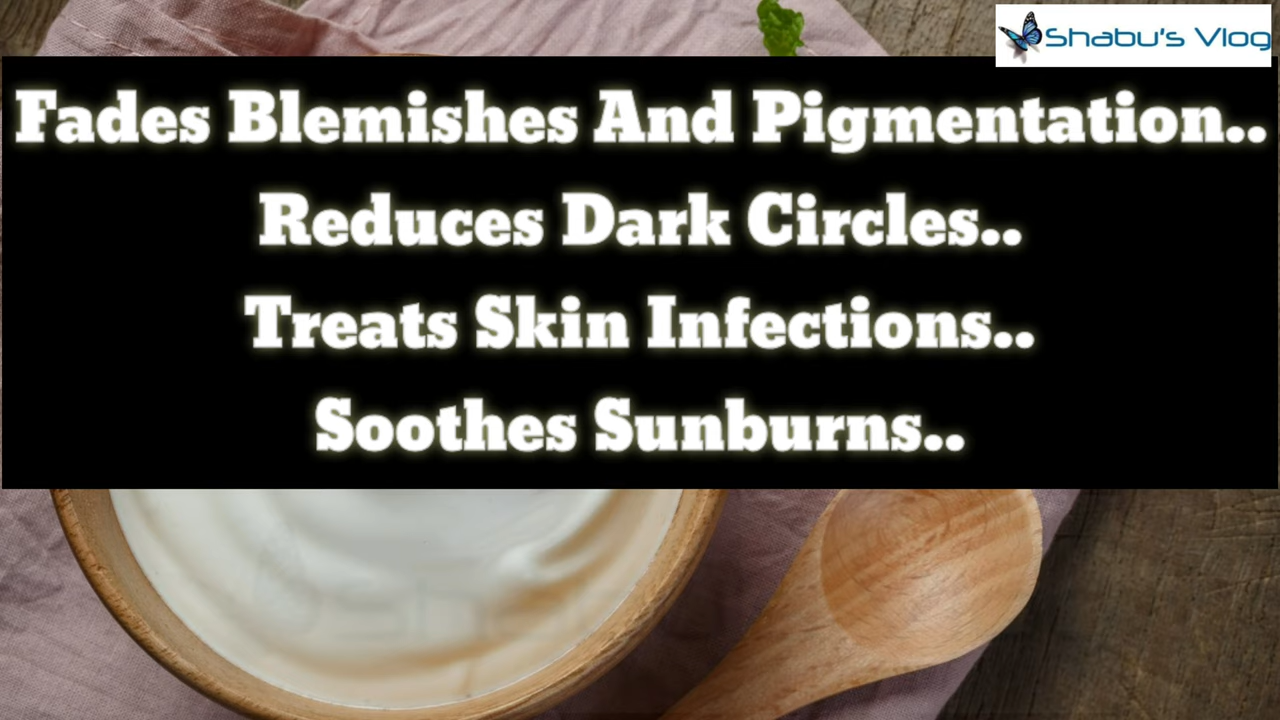 Shabu's Vlog
Fades Blemishes And Pigmentation..
Reduces Dark Circles..
Treats Skin Infections..
Soothes Sunburns..